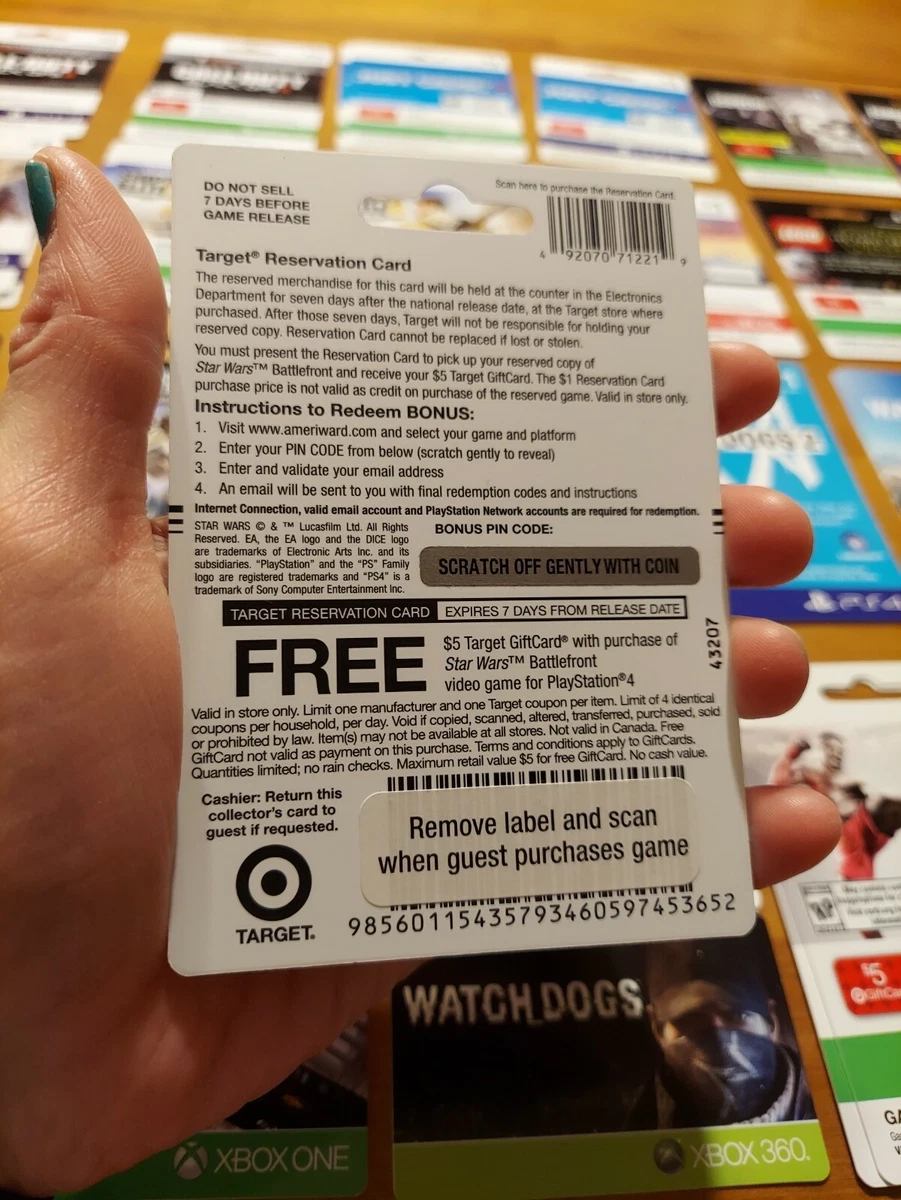 DO NOT SELL
7 DAYS BEFORE
GAME RELEASE
Scan here to purchase the Reservation Card.
4 92070 71221 9
Target® Reservation Card
The reserved merchandise for this card will be held at the counter in the Electronics
Department for seven days after the national release date, at the Target store where
purchased. After those seven days, Target will not be responsible for holding your
reserved copy. Reservation Card cannot be replaced if lost or stolen.
You must present the Reservation Card to pick up your reserved copy of
Star Wars™ Battlefront and receive your $5 Target GiftCard. The $1 Reservation Card
purchase price is not valid as credit on purchase of the reserved game. Valid in store only.
Instructions to Redeem BONUS:
1. Visit www.ameriward.com and select your game and platform
2. Enter your PIN CODE from below (scratch gently to reveal)
3. Enter and validate your email address
4. An email will be sent to you with final redemption codes and instructions
Internet Connection, valid email account and PlayStation Network accounts are required for redemption.
STAR WARS © & ™ Lucasfilm Ltd. All Rights
Reserved. EA, the EA logo and the DICE logo
are trademarks of Electronic Arts Inc. and its
subsidiaries. “PlayStation” and the “PS” Family
logo are registered trademarks and “PS4” is a
trademark of Sony Computer Entertainment Inc.
BONUS PIN CODE:
SCRATCH OFF GENTLY WITH COIN
TARGET RESERVATION CARD EXPIRES 7 DAYS FROM RELEASE DATE
FREE
$5 Target GiftCard® with purchase of
Star Wars™ Battlefront
video game for PlayStation®4
43207
Valid in store only. Limit one manufacturer and one Target coupon per item. Limit of 4 identical
coupons per household, per day. Void if copied, scanned, altered, transferred, purchased, sold
or prohibited by law. Item(s) may not be available at all stores. Not valid in Canada. Free
GiftCard not valid as payment on this purchase. Terms and conditions apply to GiftCards.
Quantities limited; no rain checks. Maximum retail value $5 for free GiftCard. No cash value.
Cashier: Return this
collector's card to
guest if requested.
Remove label and scan
when guest purchases game
TARGET.
98560115435793460597453652
WATCH DOGS
XBOX ONE
XBOX 360.
DOGS 2
PS4
LEGO
$5
GiftCar
GA